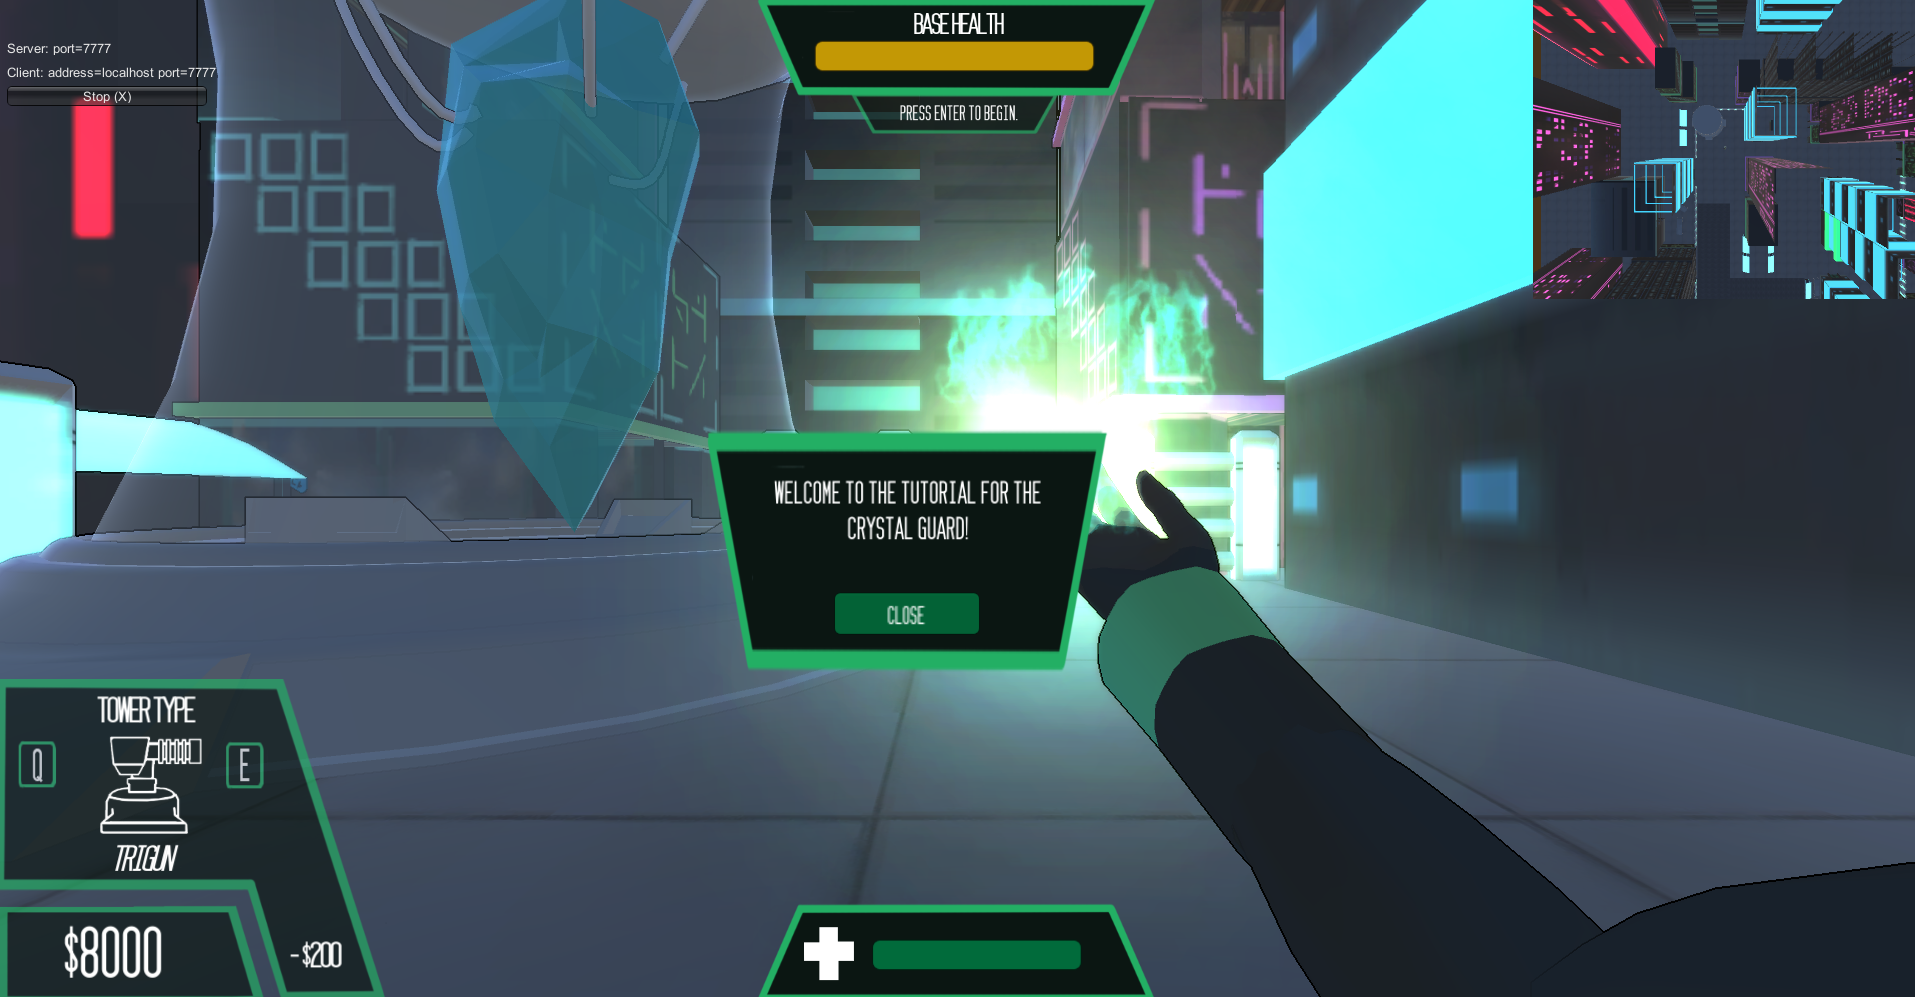 BASE HEALTH
Server: port=7777
Client: address=localhost port=7777
Stop (X)
PRESS ENTER TO BEGIN.
WELCOME TO THE TUTORIAL FOR THE
CRYSTAL GUARD!
CLOSE
TOWER TYPE
Q
E
TRIGUN
$8000
-$200